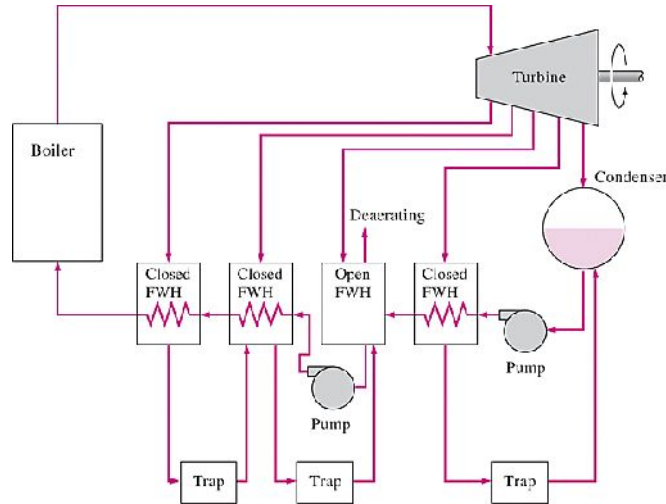 Turbine
Boiler
Condenser
Deaerating
Closed
FWH
Closed
FWH
Open
FWH
Closed
FWH
Pump
Pump
Trap
Trap
Trap